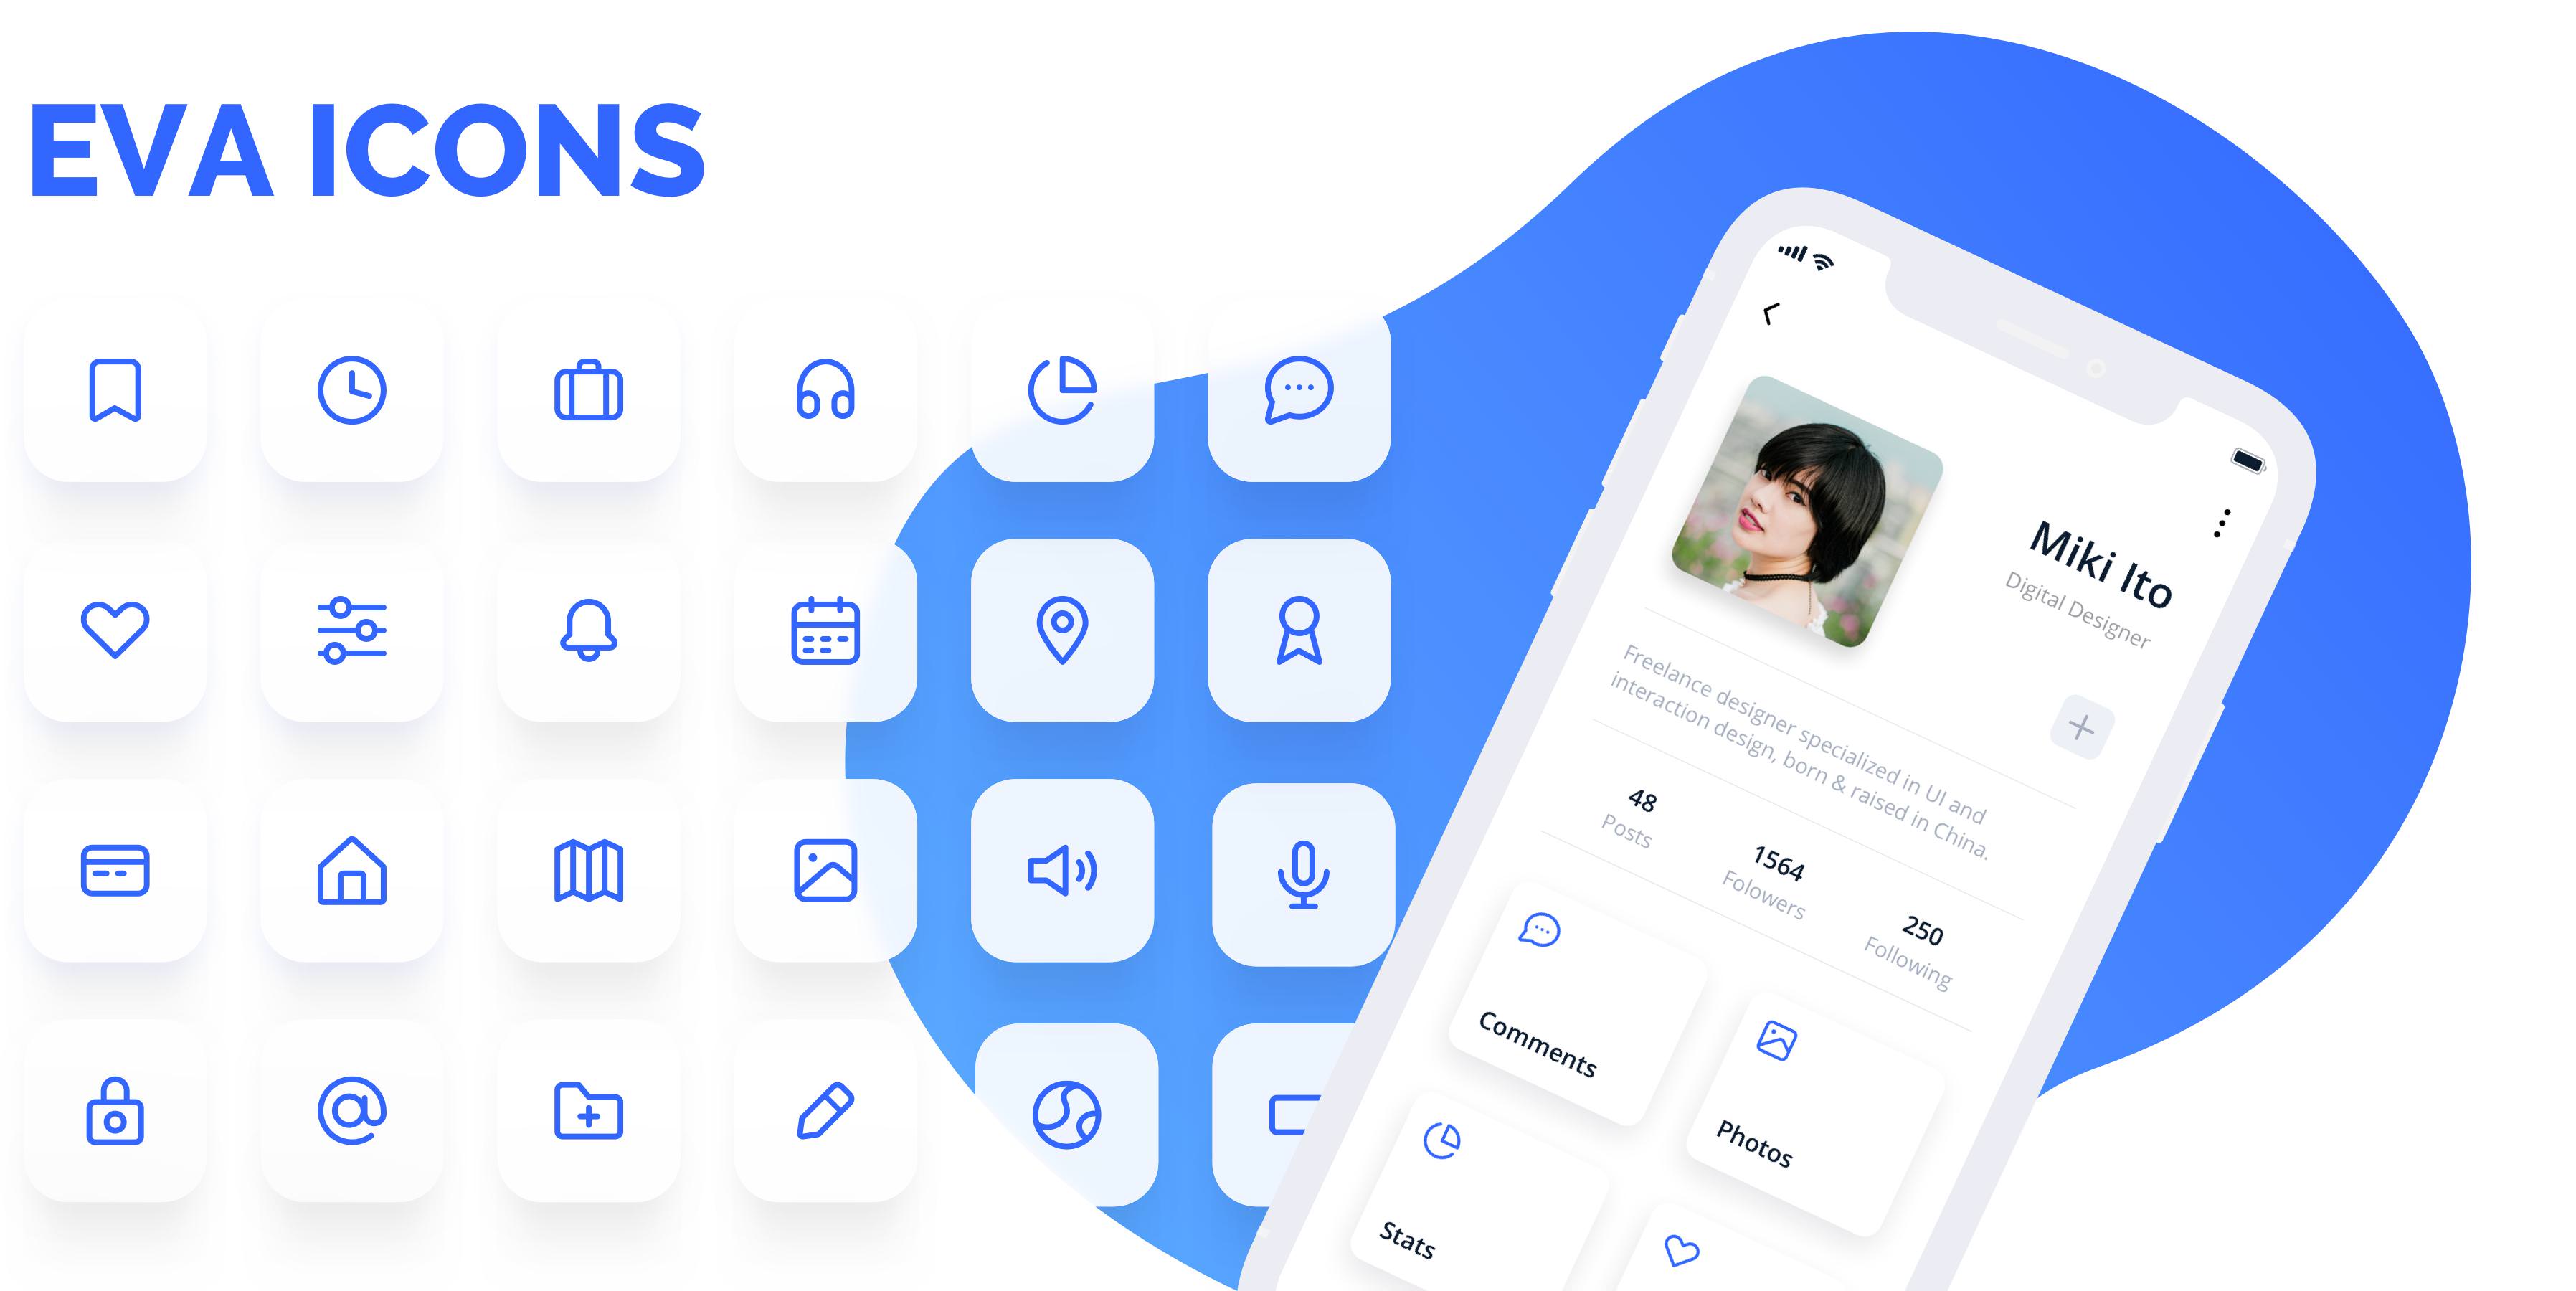 EVA ICONS
Miki Ito
Digital Designer
Freelance designer specialized in UI and
interaction design, born & raised in China.
48
Posts
1564
Folowers
250
Following
Comments
Photos
Stats